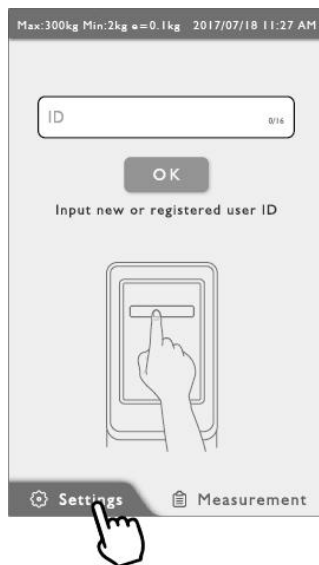 Max:300kg Min:2kg e=0.1kg 2017/07/18 11:27 AM
ID 0/16
OK
Input new or registered user ID
Settings Measurement